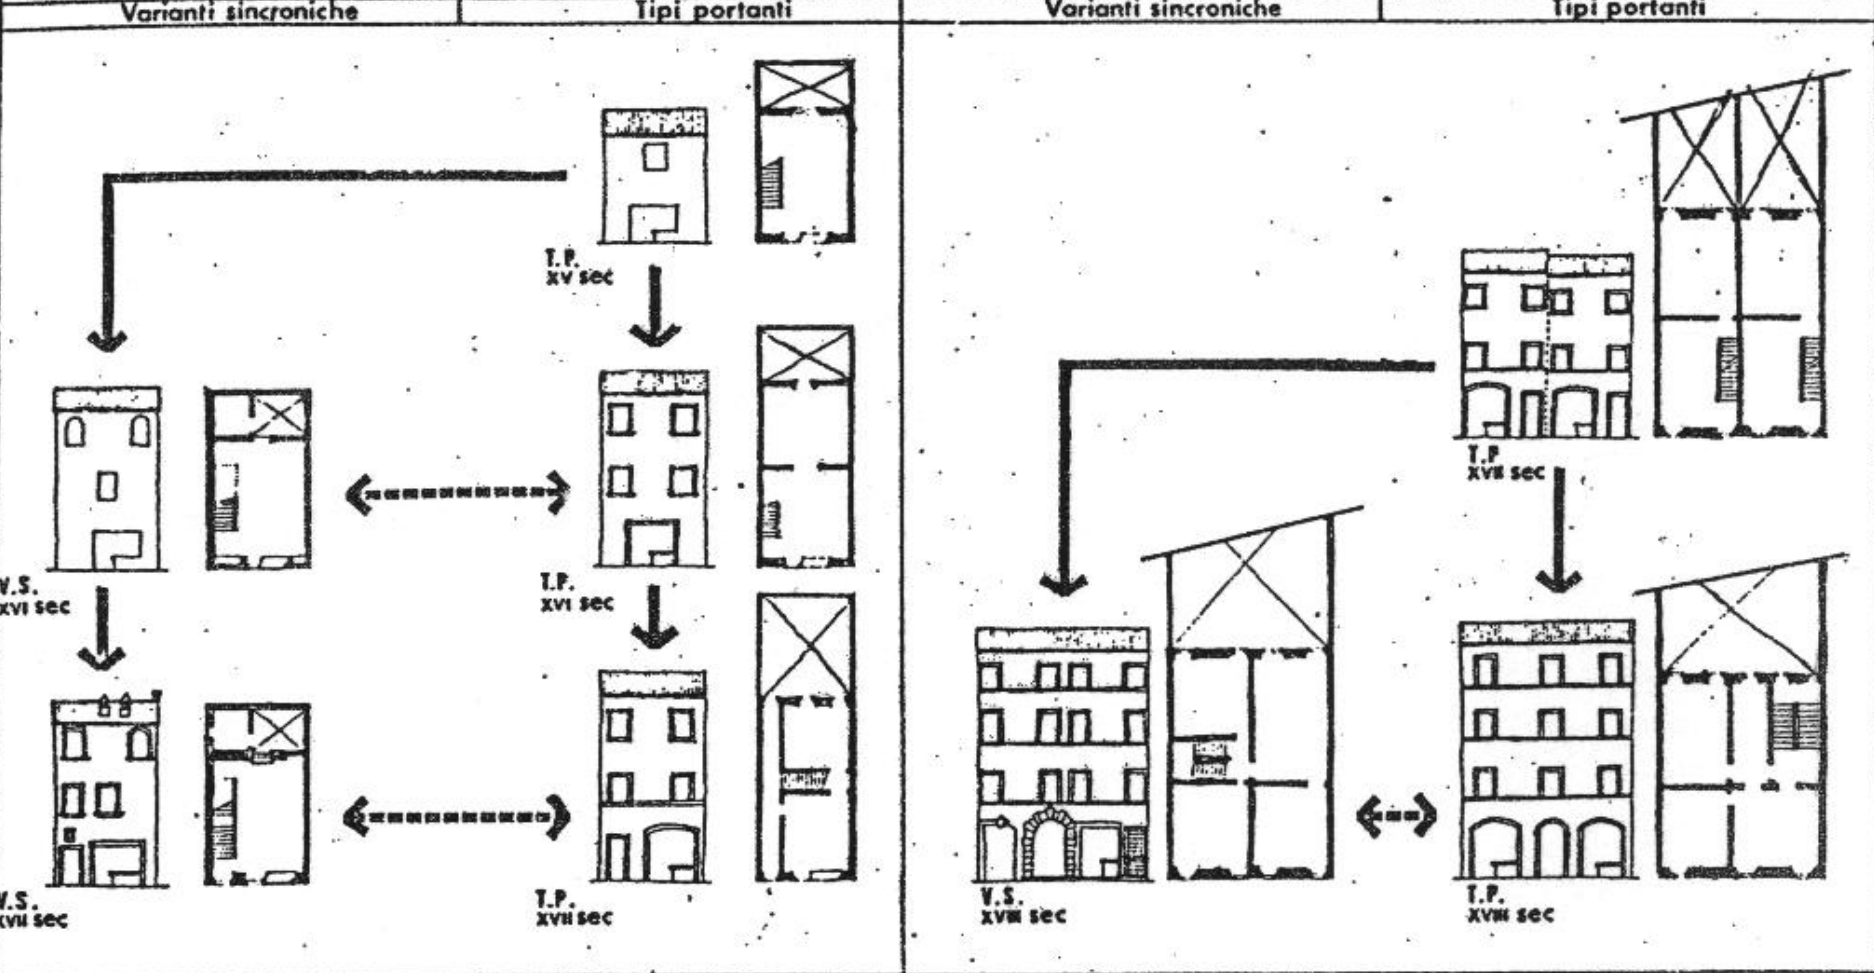 Varianti sincroniche
Tipi portanti
Varianti sincroniche
Tipi portanti
T.P.
XV sec
V.S.
XVI sec
T.P.
XVI sec
V.S.
XVII sec
T.P.
XVII sec
T.P
XVII sec
V.S.
XVIII sec
T.P.
XVIII sec